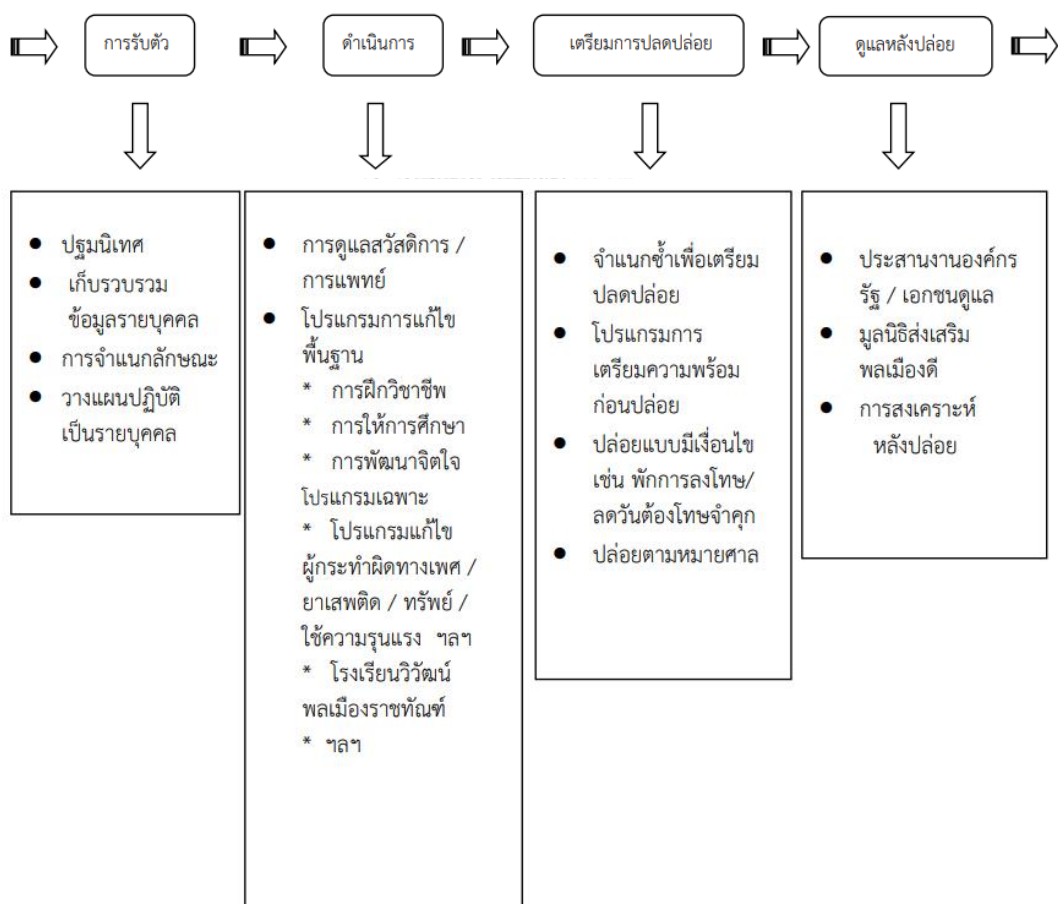 การรับตัว
ดำเนินการ
เตรียมการปลดปล่อย
ดูแลหลังปล่อย
● ปฐมนิเทศ
● เก็บรวบรวม
ข้อมูลรายบุคคล
● การจำแนกลักษณะ
● วางแผนปฏิบัติ
เป็นรายบุคคล
● การดูแลสวัสดิการ /
การแพทย์
● โปรแกรมการแก้ไข
พื้นฐาน
* การฝึกวิชาชีพ
* การให้การศึกษา
* การพัฒนาจิตใจ
โปรแกรมเฉพาะ
* โปรแกรมแก้ไข
ผู้กระทำผิดทางเพศ /
ยาเสพติด / ทรัพย์ /
ใช้ความรุนแรง ฯลฯ
* โรงเรียนวิวัฒน์
พลเมืองราชทัณฑ์
* ฯลฯ
● จำแนกซ้ำเพื่อเตรียม
ปลดปล่อย
● โปรแกรมการ
เตรียมความพร้อม
ก่อนปล่อย
● ปล่อยแบบมีเงื่อนไข
เช่น พักการลงโทษ/
ลดวันต้องโทษจำคุก
● ปล่อยตามหมายศาล
● ประสานงานองค์กร
รัฐ / เอกชนดูแล
● มูลนิธิส่งเสริม
พลเมืองดี
● การสงเคราะห์
หลังปล่อย